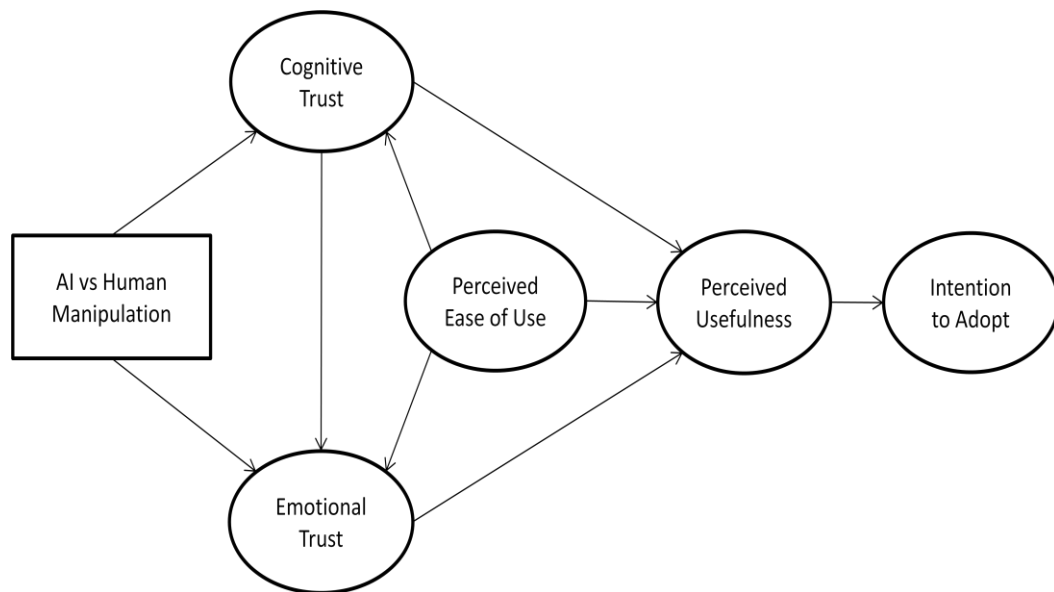 Cognitive
Trust
AI vs Human
Manipulation
Perceived
Ease of Use
Perceived
Usefulness
Intention
to Adopt
Emotional
Trust